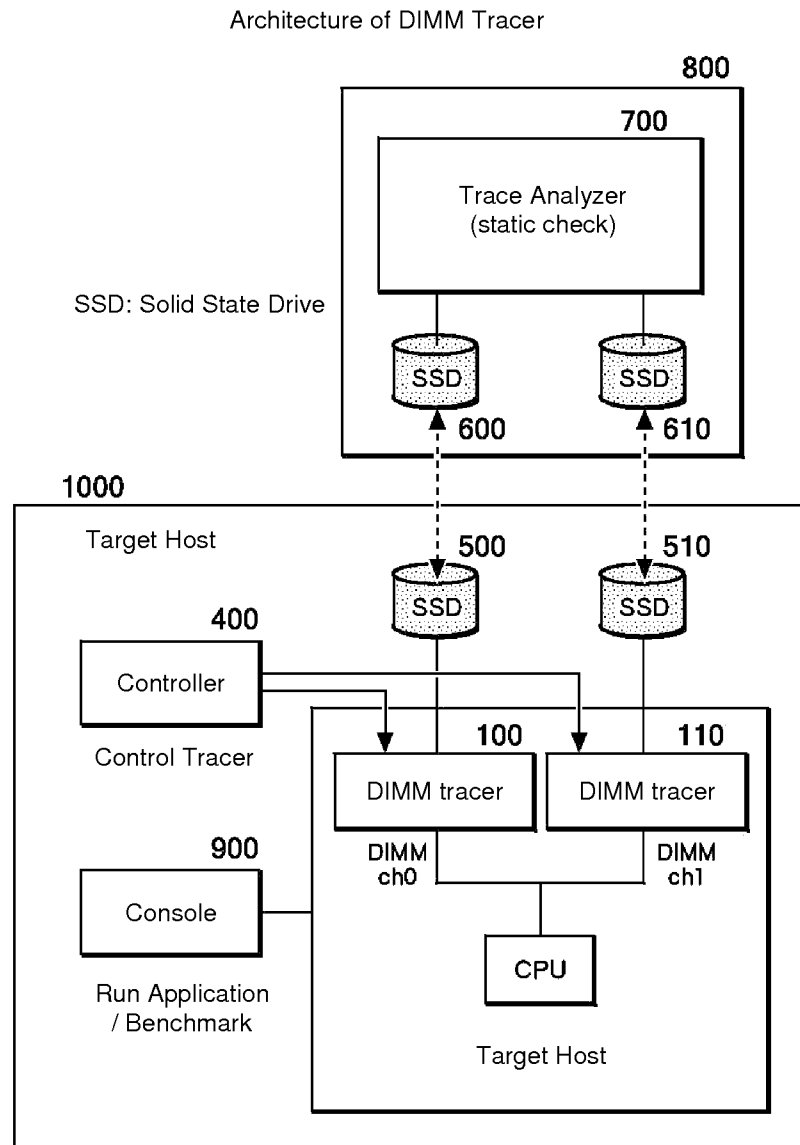 Architecture of DIMM Tracer
800
700
Trace Analyzer
(static check)
SSD: Solid State Drive
SSD
SSD
600
610
1000
Target Host
500
510
SSD
SSD
400
Controller
Control Tracer
100
110
DIMM tracer
DIMM tracer
DIMM
ch0
DIMM
ch1
900
Console
CPU
Run Application
/ Benchmark
Target Host